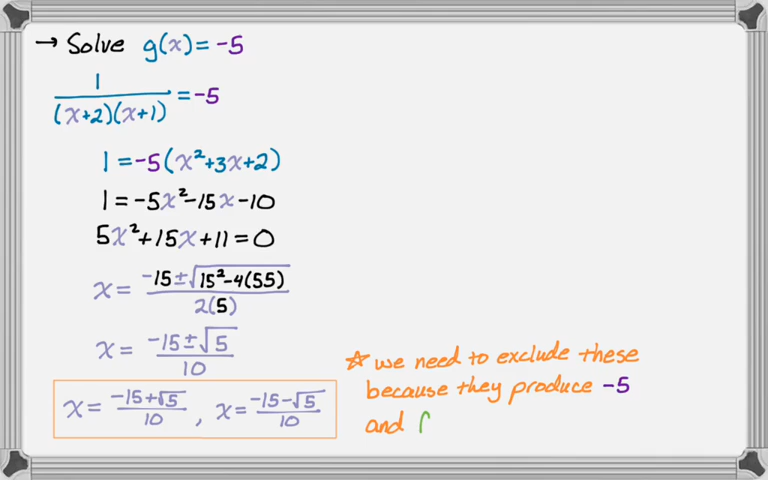 → Solve g(x) = -5
1/((x+2)(x+1)) = -5
1 = -5(x²+3x+2)
1 = -5x²-15x-10
5x²+15x+11 = 0
x = (-15±√(15²-4(55)))/(2(5))
x = (-15±√5)/10
x = (-15+√5)/10 , x = (-15-√5)/10
☆ we need to exclude these
because they produce -5
and